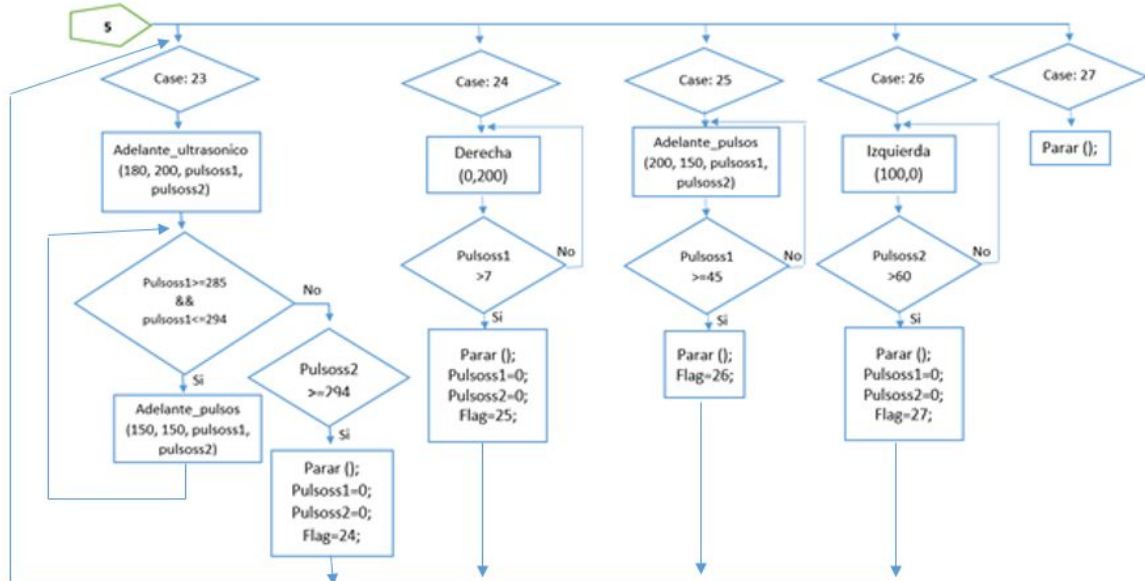 5
Case: 23
Case: 24
Case: 25
Case: 26
Case: 27
Adelante_ultrasonico
(180, 200, pulsoss1,
pulsoss2)
Derecha
(0,200)
Adelante_pulsos
(200, 150, pulsoss1,
pulsoss2)
Izquierda
(100,0)
Parar ();
Pulsoss1>=285
&&
pulsoss1<=294
No
Si
Pulsoss1
>7
No
Si
Pulsoss1
>=45
No
Si
Pulsoss2
>60
No
Si
Adelante_pulsos
(150, 150, pulsoss1,
pulsoss2)
Pulsoss2
>=294
Si
Parar ();
Pulsoss1=0;
Pulsoss2=0;
Flag=24;
Parar ();
Pulsoss1=0;
Pulsoss2=0;
Flag=25;
Parar ();
Flag=26;
Parar ();
Pulsoss1=0;
Pulsoss2=0;
Flag=27;